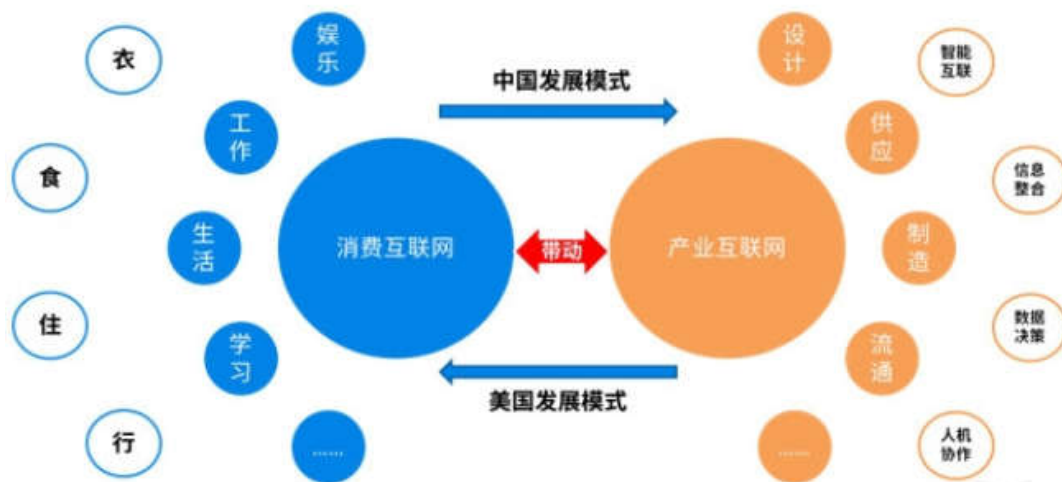 衣
食
住
行
娱
乐
工
作
生
活
学
习
……
消费互联网
中国发展模式
带动
美国发展模式
产业互联网
设
计
供
应
制
造
流
通
……
智能
互联
信息
整合
数据
决策
人机
协作